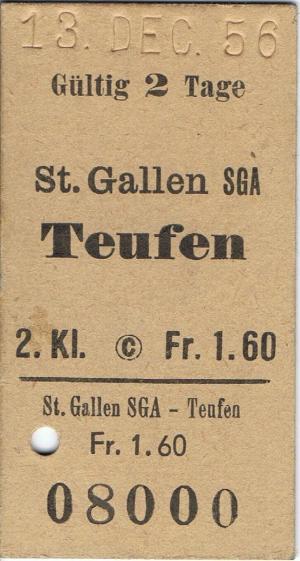 13. DEC. 56
Gültig 2 Tage
St. Gallen SGA
Teufen
2. Kl. © Fr. 1.60
St. Gallen SGA - Teufen
Fr. 1.60
08000